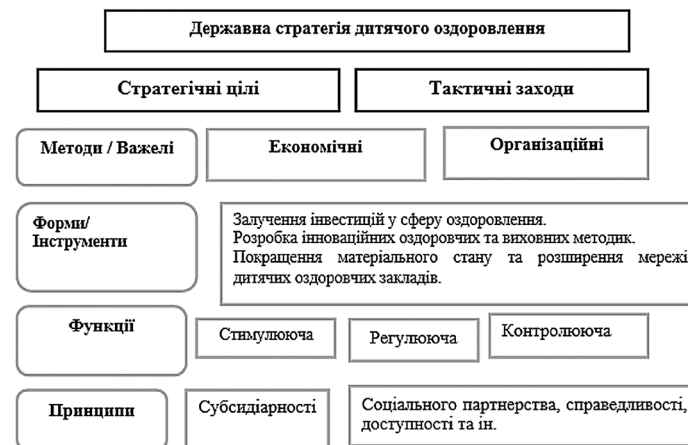 Державна стратегія дитячого оздоровлення
Стратегічні цілі
Тактичні заходи
Методи / Важелі
Економічні
Організаційні
Форми/
Інструменти
Залучення інвестицій у сферу оздоровлення.
Розробка інноваційних оздоровчих та виховних методик.
Покращення матеріального стану та розширення мережі
дитячих оздоровчих закладів.
Функції
Стимулююча
Регулююча
Контролююча
Принципи
Субсидіарності
Соціального партнерства, справедливості,
доступності та ін.